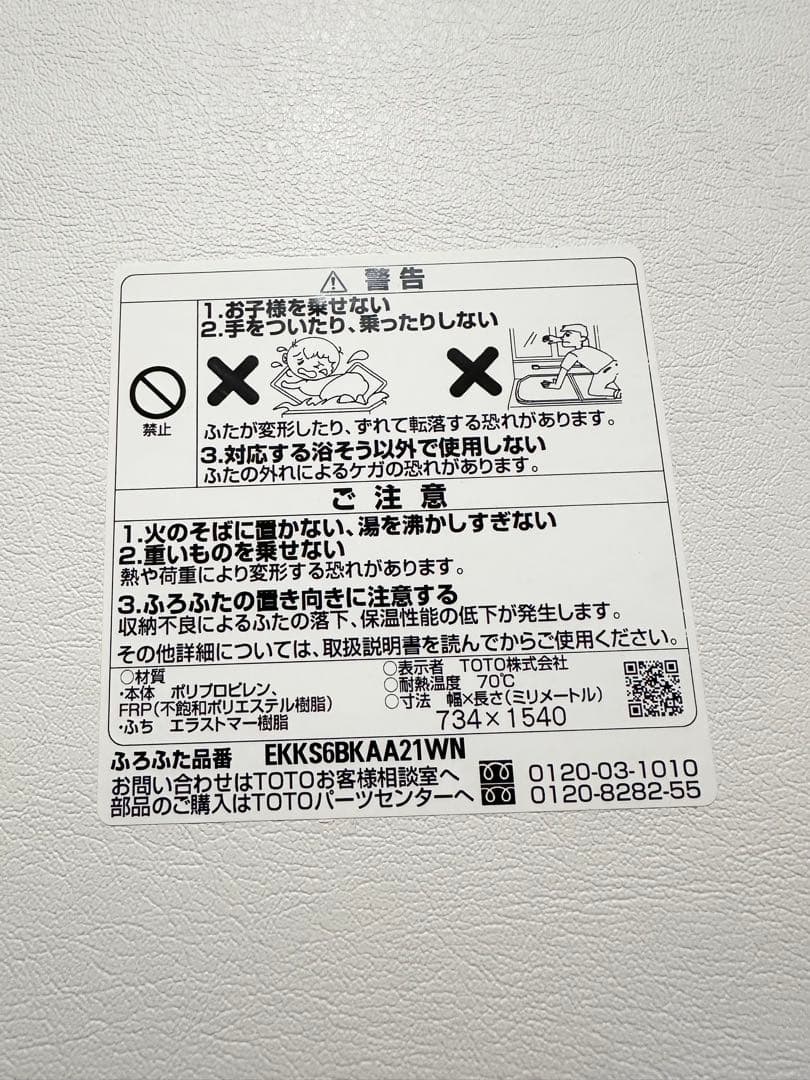 ⚠ 警告
1.お子様を乗せない
2.手をついたり、乗ったりしない
禁止
ふたが変形したり、ずれて転落する恐れがあります。
3.対応する浴そう以外で使用しない
ふたの外れによるケガの恐れがあります。
ご注意
1.火のそばに置かない、湯を沸かしすぎない
2.重いものを乗せない
熱や荷重により変形する恐れがあります。
3.ふろふたの置き向きに注意する
収納不良によるふたの落下、保温性能の低下が発生します。
その他詳細については、取扱説明書を読んでからご使用ください。
○材質
・本体 ポリプロピレン、
FRP(不飽和ポリエステル樹脂)
・ふち エラストマー樹脂
○表示者 TOTO株式会社
○耐熱温度 70℃
○寸法 幅×長さ(ミリメートル)
734×1540
ふろふた品番 EKKS6BKAA21WN
お問い合わせはTOTOお客様相談室へ 0120-03-1010
部品のご購入はTOTOパーツセンターへ 0120-8282-55